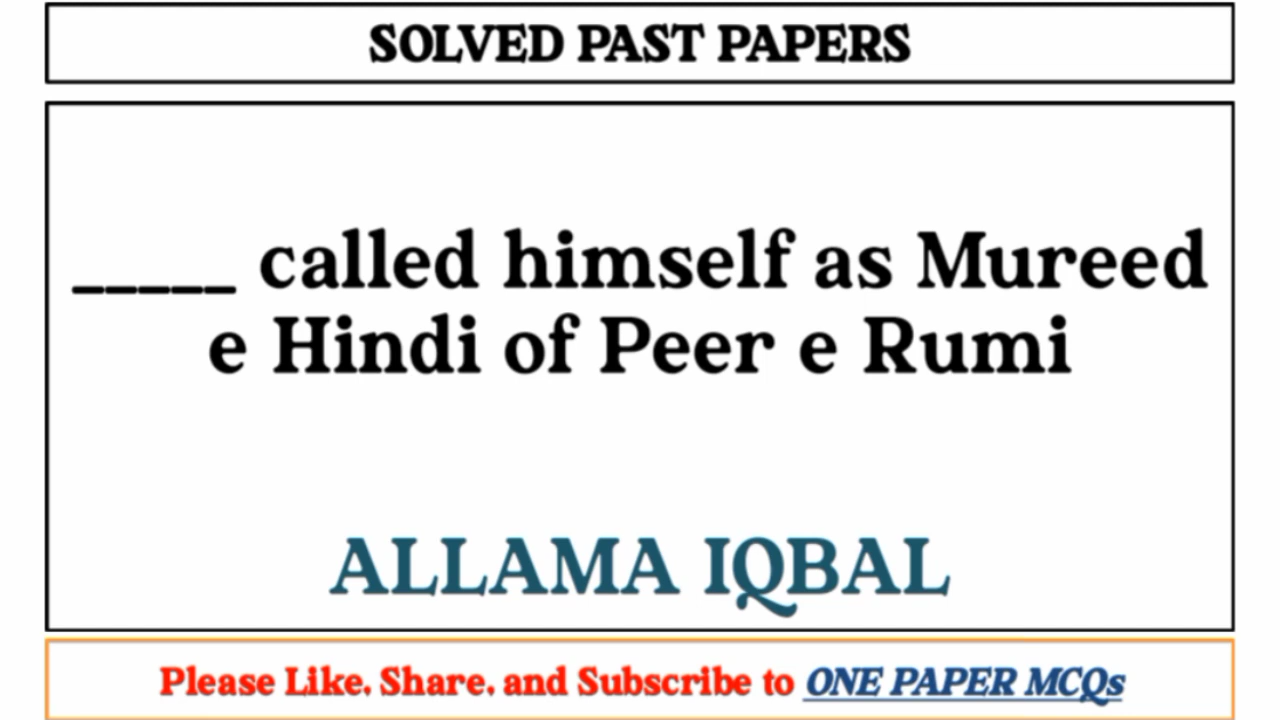 SOLVED PAST PAPERS
_____ called himself as Mureed
e Hindi of Peer e Rumi
ALLAMA IQBAL
Please Like, Share, and Subscribe to ONE PAPER MCQs